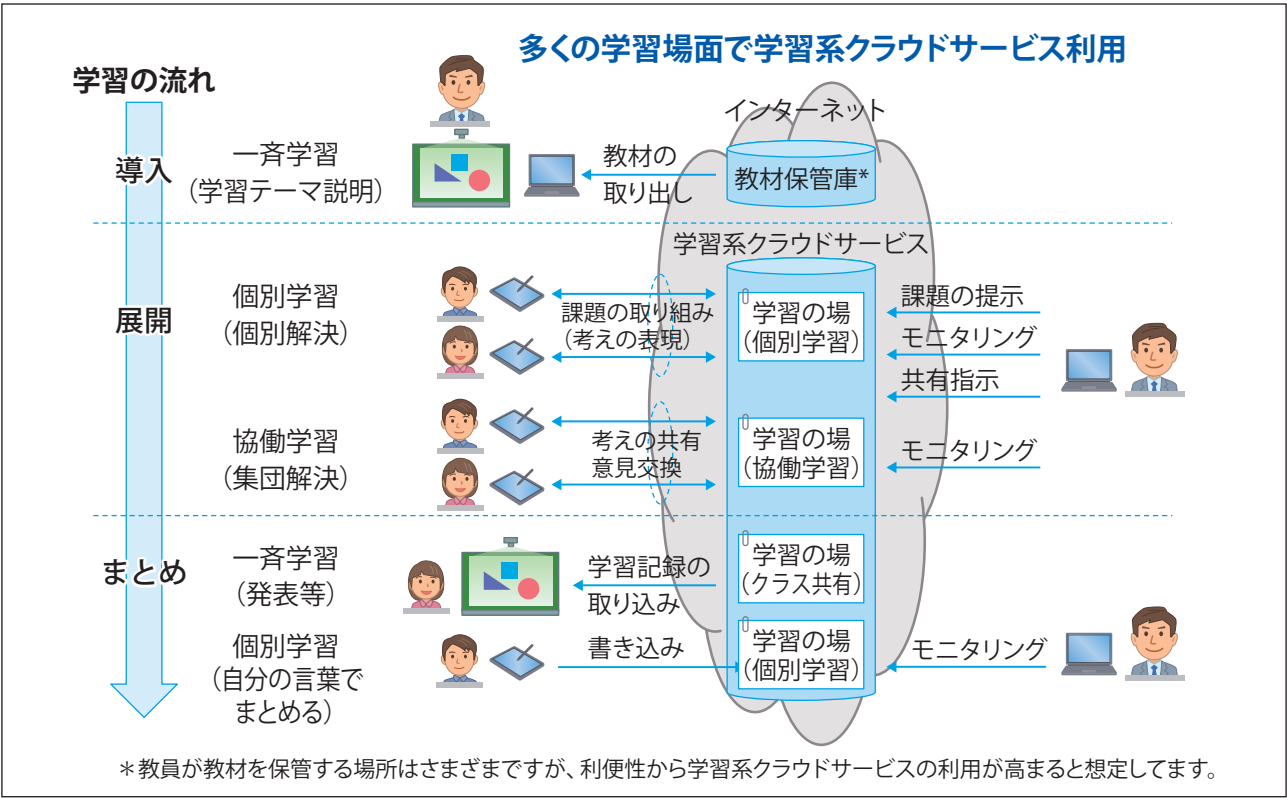 多くの学習場面で学習系クラウドサービス利用
学習の流れ
インターネット
導入
一斉学習
(学習テーマ説明)
教材の
取り出し
教材保管庫*
学習系クラウドサービス
展開
個別学習
(個別解決)
課題の取り組み
(考えの表現)
学習の場
(個別学習)
課題の提示
モニタリング
共有指示
協働学習
(集団解決)
考えの共有
意見交換
学習の場
(協働学習)
モニタリング
まとめ
一斉学習
(発表等)
学習記録の
取り込み
学習の場
(クラス共有)
個別学習
(自分の言葉で
まとめる)
書き込み
学習の場
(個別学習)
モニタリング
*教員が教材を保管する場所はさまざまですが、利便性から学習系クラウドサービスの利用が高まると想定してます。